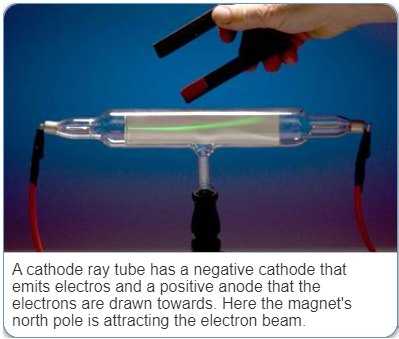 A cathode ray tube has a negative cathode that
emits electros and a positive anode that the
electrons are drawn towards. Here the magnet's
north pole is attracting the electron beam.